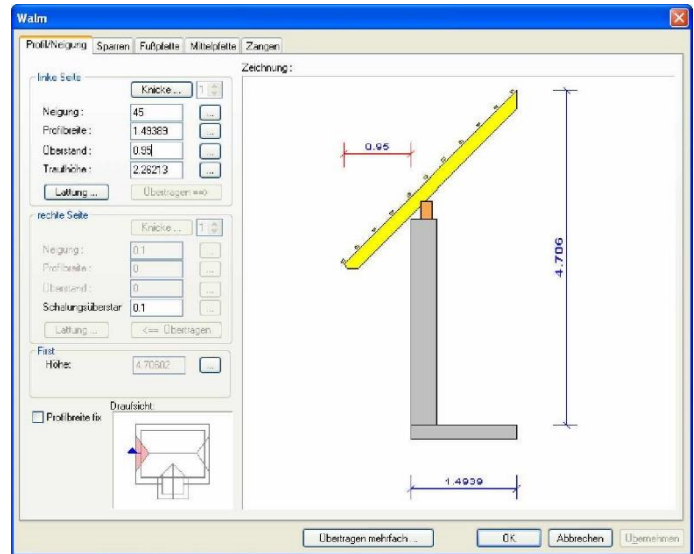 Walm
Profil/Neigung Sparren Fußpfette Mittelpfette Zangen
linke Seite
Knicke ... 1
Neigung : 45 ...
Profilbreite : 1.49389 ...
Überstand : 0.95 ...
Traufhöhe : 2.26213 ...
Lattung ... Übertragen ==>
rechte Seite
Knicke ... 1
Neigung : 0.1 ...
Profilbreite : 0 ...
Überstand : 0 ...
Schalungsüberstar 0.1 ...
Lattung ... <== Übertragen
First
Höhe: 4.70602 ...
Profilbreite fix
Draufsicht:
Zeichnung :
0.95
4.706
1.4939
Übertragen mehrfach ... OK Abbrechen Übernehmen